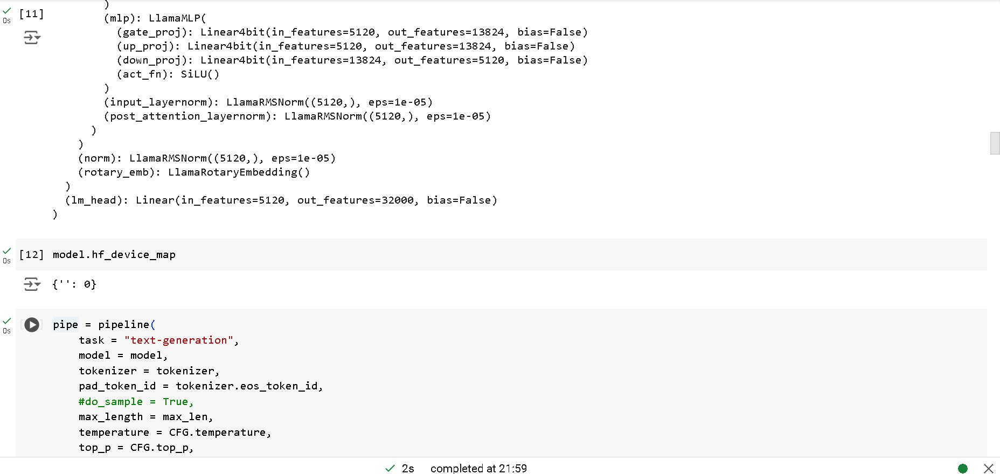 )
[11]
0s
(mlp): LlamaMLP(
(gate_proj): Linear4bit(in_features=5120, out_features=13824, bias=False)
(up_proj): Linear4bit(in_features=5120, out_features=13824, bias=False)
(down_proj): Linear4bit(in_features=13824, out_features=5120, bias=False)
(act_fn): SiLU()
)
(input_layernorm): LlamaRMSNorm((5120,), eps=1e-05)
(post_attention_layernorm): LlamaRMSNorm((5120,), eps=1e-05)
)
)
(norm): LlamaRMSNorm((5120,), eps=1e-05)
(rotary_emb): LlamaRotaryEmbedding()
)
(lm_head): Linear(in_features=5120, out_features=32000, bias=False)
)
[12] model.hf_device_map
0s
{'': 0}
pipe = pipeline(
0s
task = "text-generation",
model = model,
tokenizer = tokenizer,
pad_token_id = tokenizer.eos_token_id,
#do_sample = True,
max_length = max_len,
temperature = CFG.temperature,
top_p = CFG.top_p,
2s completed at 21:59